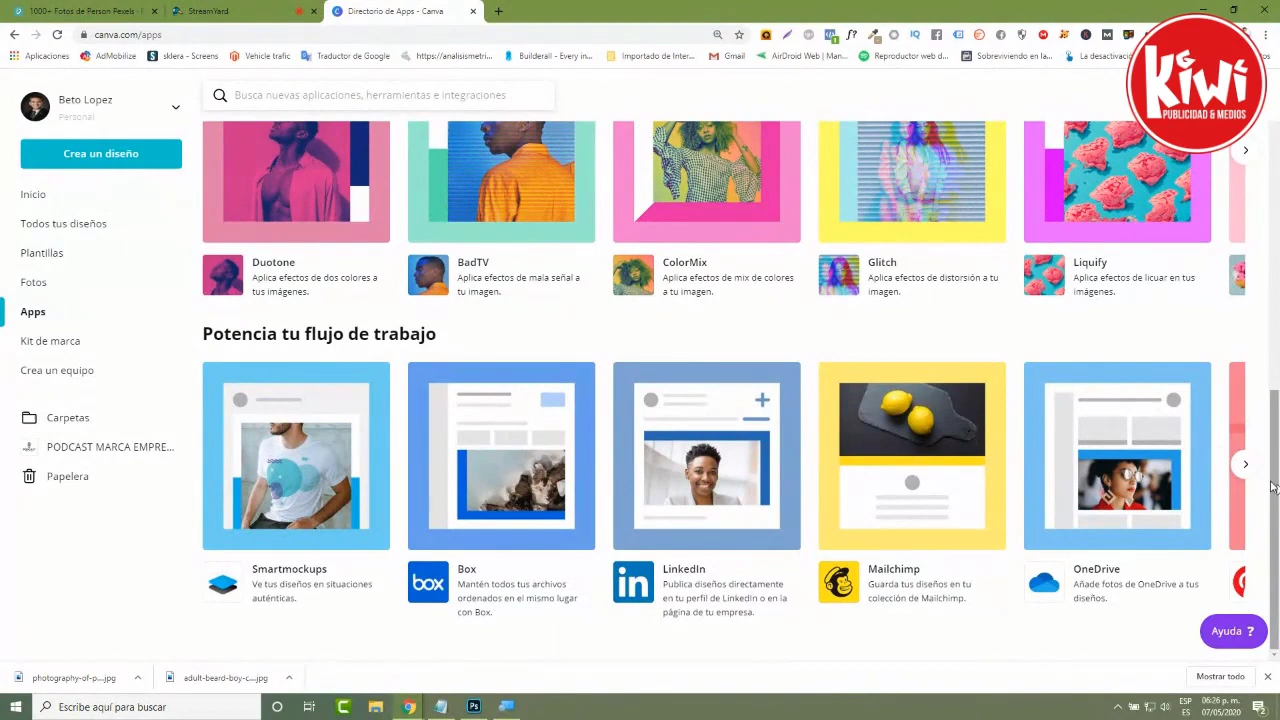 1000+ Fotos de Person Pexels ·
StreamYard
Directorio de Apps - Canva
canva.com/apps
Aplicaciones
AdMobMovila
sklera - Screens
Vehicle trafic
Traductor de Google
https://analisismetri...
Builderall - Every in...
Importado de Inter...
Gmail
AirDroid Web | Man...
Reproductor web d...
Sobreviviendo en la...
La desactivació
KiWi
PUBLICIDAD & MEDIOS
Beto Lopez
Personal
Busca nuevas aplicaciones, herramientas e integraciones
Crea un diseño
Inicio
Todos tus diseños
Plantillas
Fotos
Apps
Kit de marca
Crea un equipo
Carpetas
PODCAST MARCA EMPRE...
Papelera
Duotone
Aplica efectos de dos colores a
tus imágenes.
BadTV
Aplica efectos de mala señal a
tu imagen.
ColorMix
Aplica efectos de mix de colores
a tu imagen.
Glitch
Aplica efectos de distorsión a tu
imagen.
Liquify
Aplica efectos de licuar en tus
imágenes.
Potencia tu flujo de trabajo
Smartmockups
Ve tus diseños en situaciones
auténticas.
box
Box
Mantén todos tus archivos
ordenados en el mismo lugar
con Box.
in
LinkedIn
Publica diseños directamente
en tu perfil de LinkedIn o en la
página de tu empresa.
Mailchimp
Guarda tus diseños en tu
colección de Mailchimp.
OneDrive
Añade fotos de OneDrive a tus
diseños.
Ayuda ?
photography-of-p....jpg
adult-beard-boy-c....jpg
Mostrar todo
Escribe aquí para buscar
Ps
ESP
ES
06:26 p. m.
07/05/2020
2